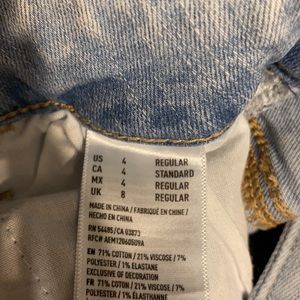 US 4 REGULAR
CA 4 STANDARD
MX 4 REGULAR
UK 8 REGULAR
MADE IN CHINA / FABRIQUÉ EN CHINE /
HECHO EN CHINA
RN 54485/CA 03873
RFC# AEM12060509A
EN 71% COTTON / 21% VISCOSE / 7%
POLYESTER / 1% ELASTANE
EXCLUSIVE OF DECORATION
FR 71% COTON / 21% VISCOSE / 7%
POLYESTER / 1% ÉLASTHANNE